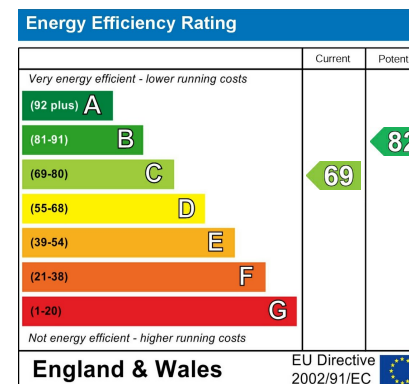 Energy Efficiency Rating
Current
Very energy efficient - lower running costs
(92 plus) A
(81-91) B
82
(69-80) C
69
(55-68) D
(39-54) E
(21-38) F
(1-20) G
Not energy efficient - higher running costs
England & Wales
EU Directive
2002/91/EC